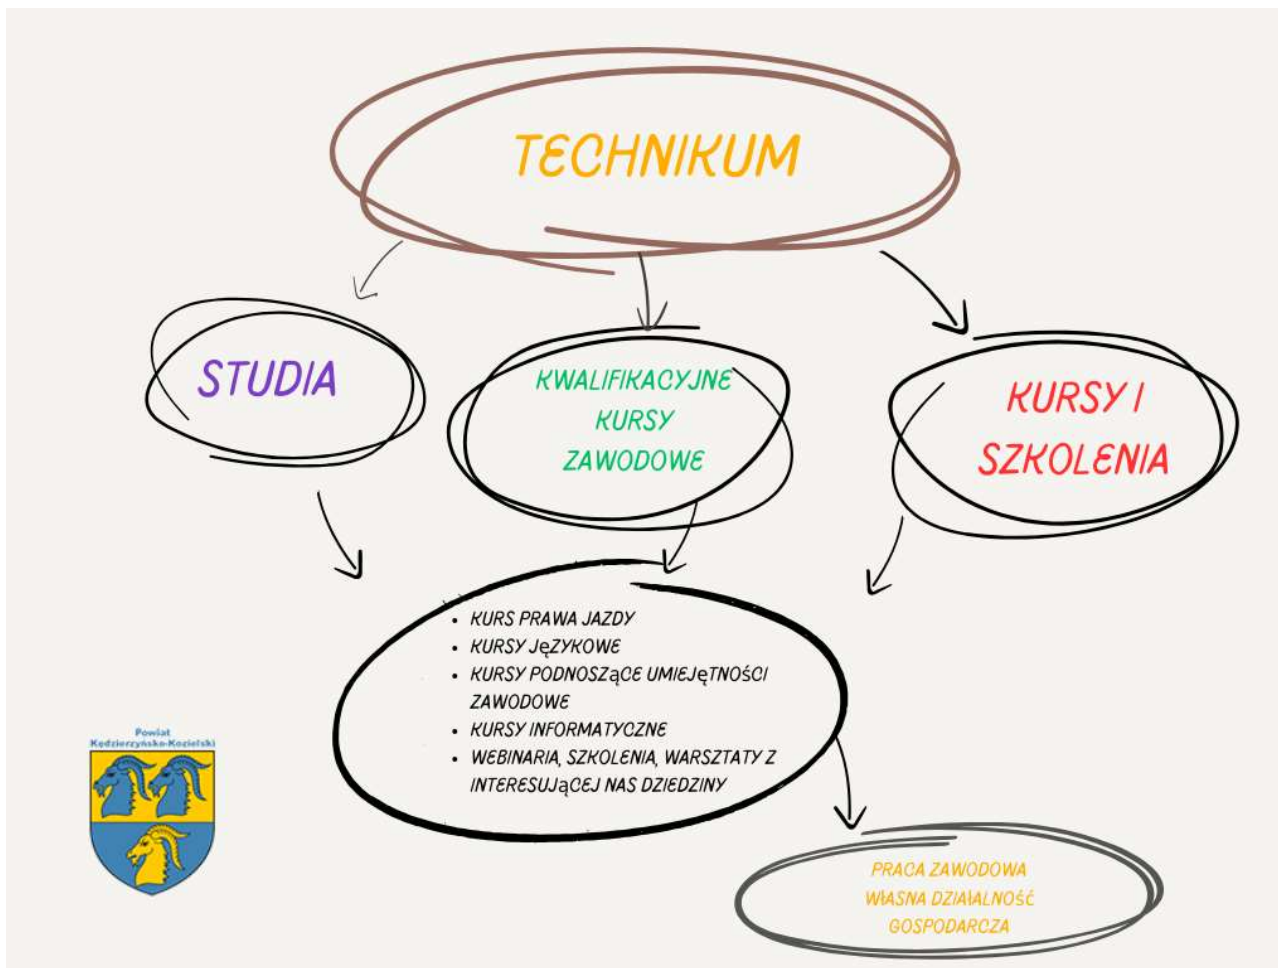 TECHNIKUM
STUDIA
KWALIFIKACYJNE
KURSY
ZAWODOWE
KURSY I
SZKOLENIA
• KURS PRAWA JAZDY
• KURSY JĘZYKOWE
• KURSY PODNOSZĄCE UMIEJĘTNOŚCI
ZAWODOWE
• KURSY INFORMATYCZNE
• WEBINARIA, SZKOLENIA, WARSZTATY Z
INTERESUJĄCEJ NAS DZIEDZINY
Powiat
Kędzierzyńsko-Kozielski
PRACA ZAWODOWA
WŁASNA DZIAŁALNOŚĆ
GOSPODARCZA